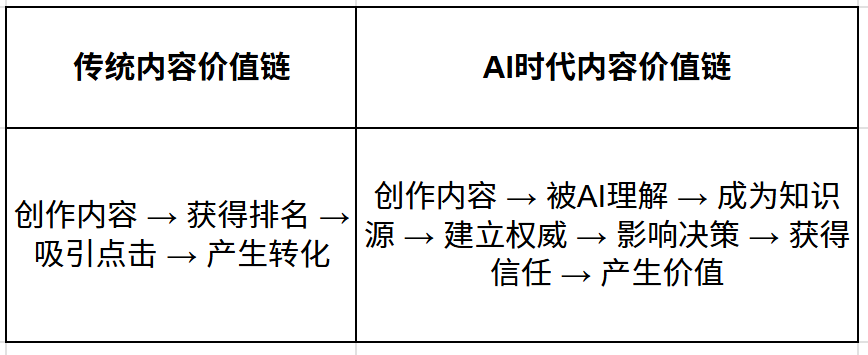 传统内容价值链
AI时代内容价值链
创作内容 → 获得排名 →
吸引点击 → 产生转化
创作内容 → 被AI理解 → 成为知识
源 → 建立权威 → 影响决策 → 获得
信任 → 产生价值